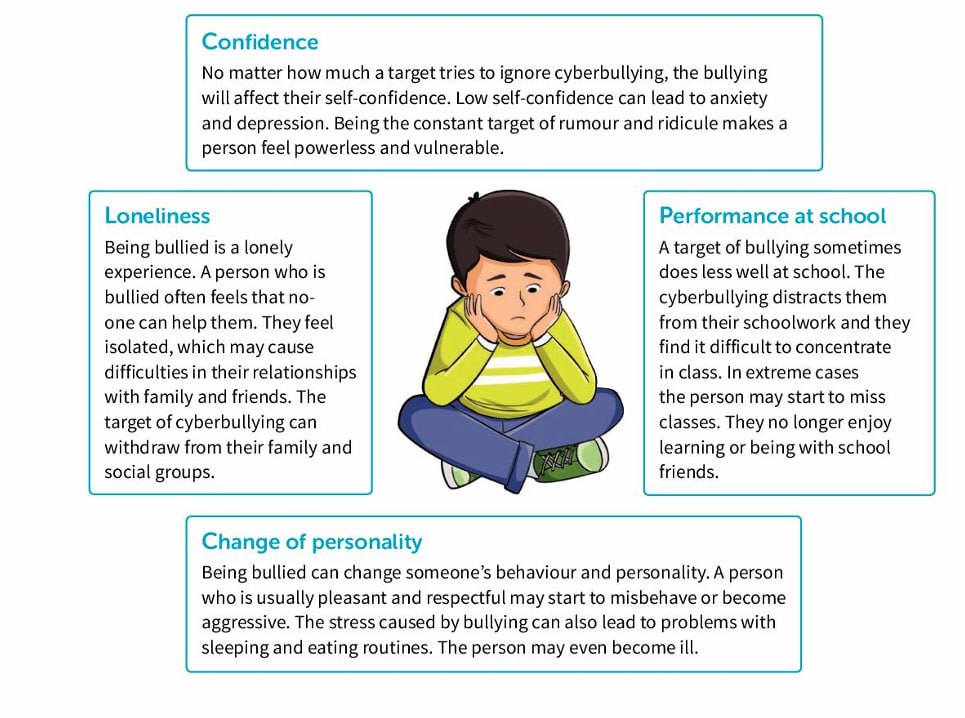 Confidence
No matter how much a target tries to ignore cyberbullying, the bullying
will affect their self-confidence. Low self-confidence can lead to anxiety
and depression. Being the constant target of rumour and ridicule makes a
person feel powerless and vulnerable.
Loneliness
Being bullied is a lonely
experience. A person who is
bullied often feels that no-
one can help them. They feel
isolated, which may cause
difficulties in their relationships
with family and friends. The
target of cyberbullying can
withdraw from their family and
social groups.
Performance at school
A target of bullying sometimes
does less well at school. The
cyberbullying distracts them
from their schoolwork and they
find it difficult to concentrate
in class. In extreme cases
the person may start to miss
classes. They no longer enjoy
learning or being with school
friends.
Change of personality
Being bullied can change someone’s behaviour and personality. A person
who is usually pleasant and respectful may start to misbehave or become
aggressive. The stress caused by bullying can also lead to problems with
sleeping and eating routines. The person may even become ill.